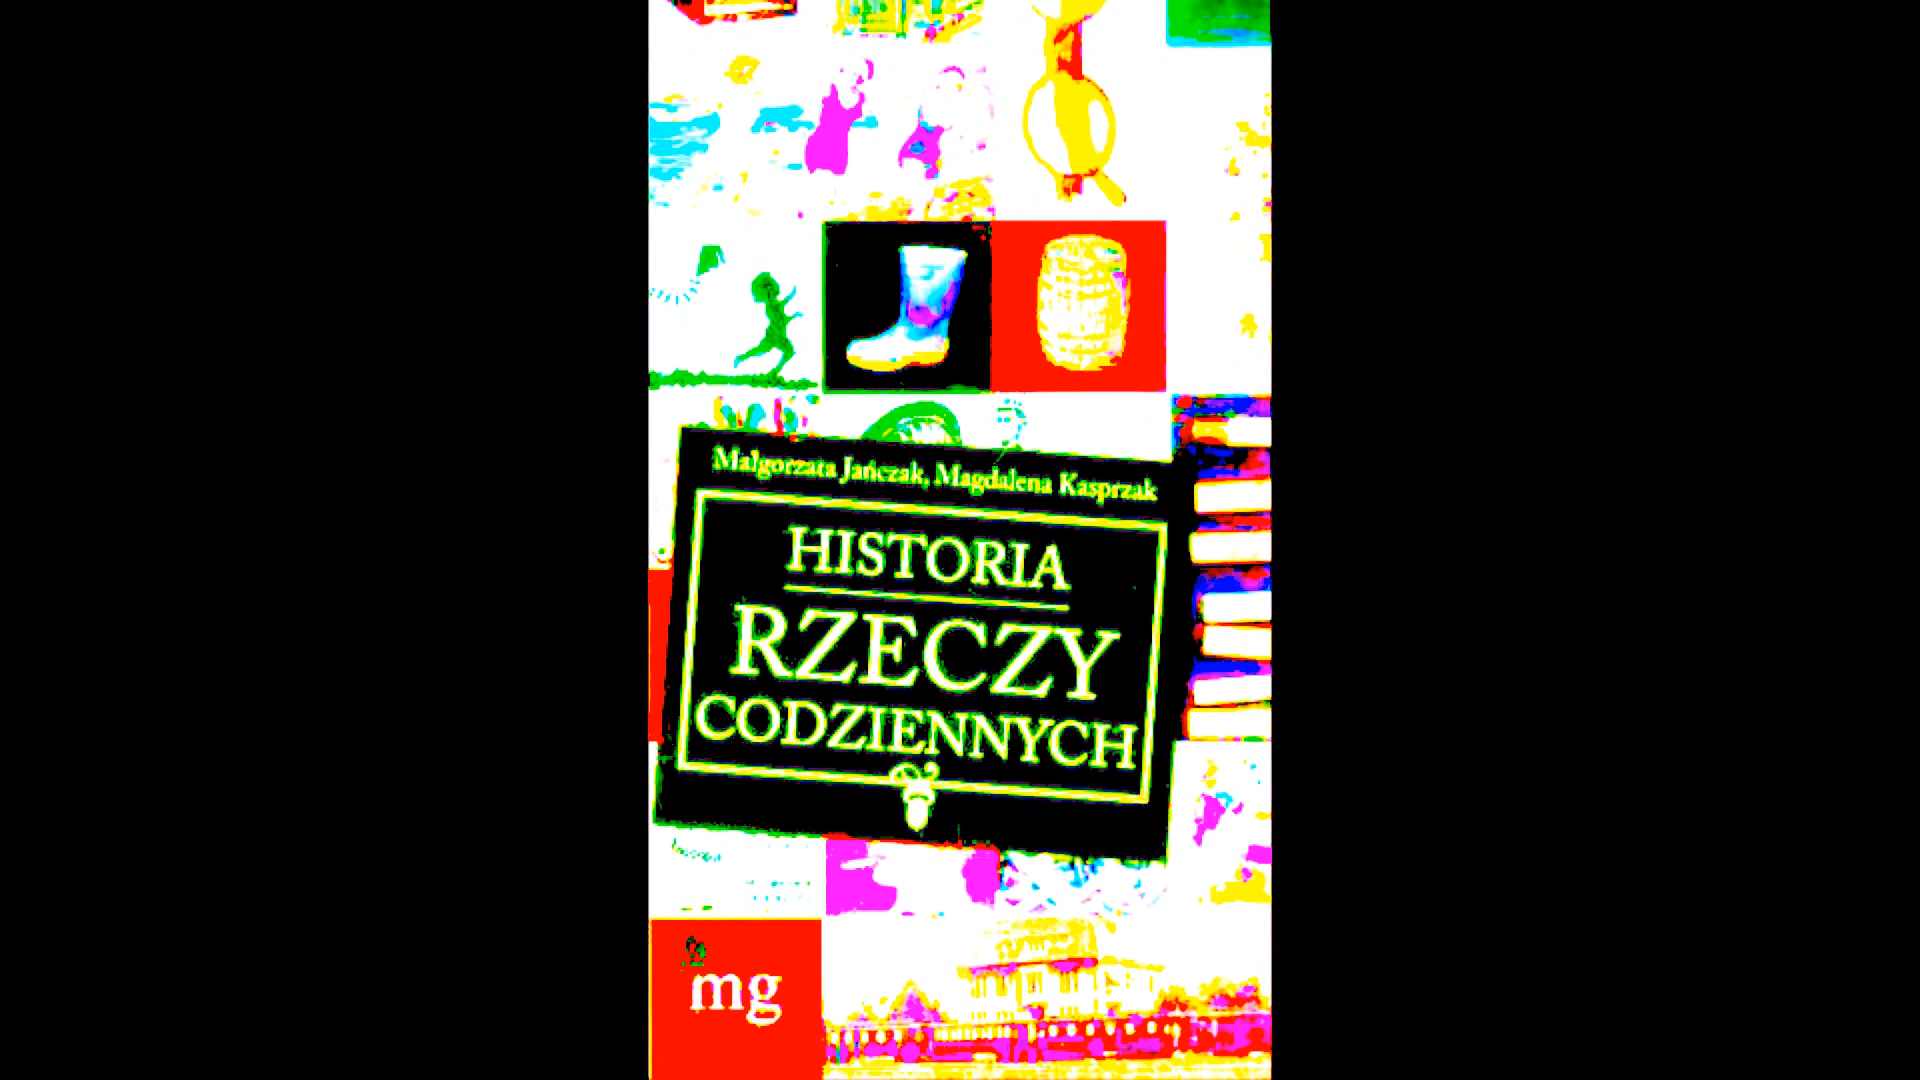 Małgorzata Jańczak, Magdalena Kasprzak
HISTORIA
RZECZY
CODZIENNYCH
mg